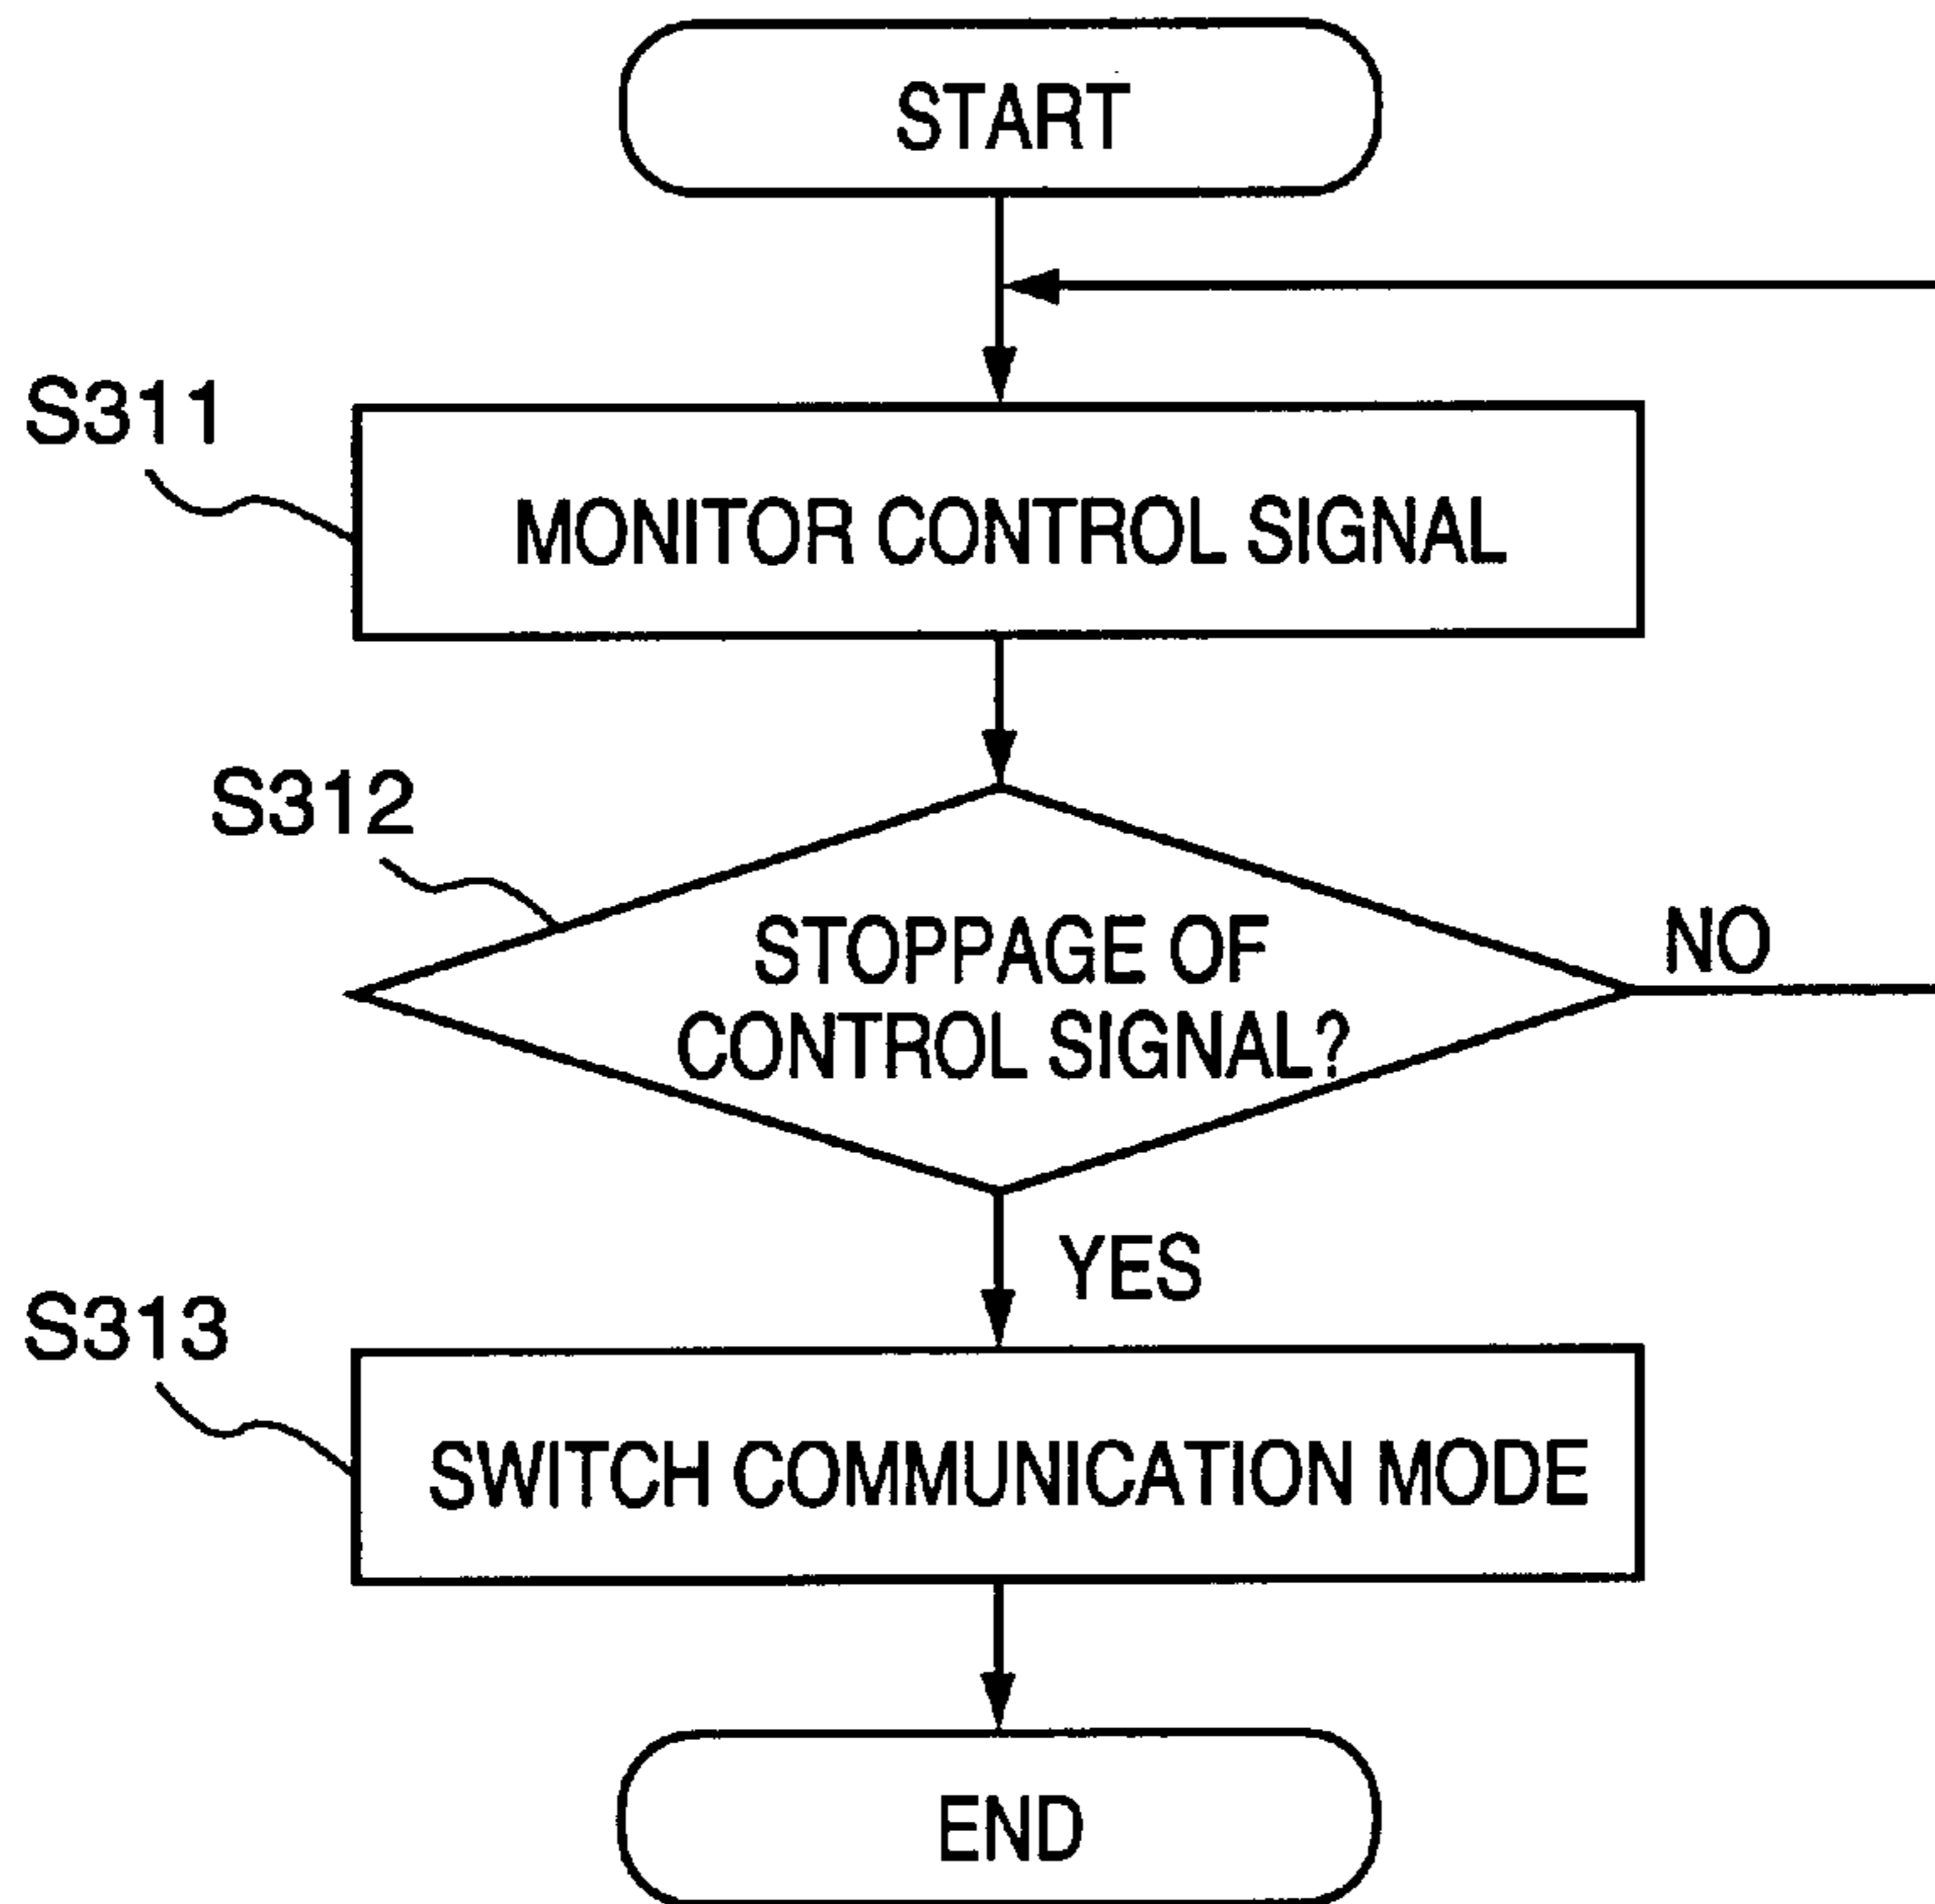 START
S311
MONITOR CONTROL SIGNAL
S312
STOPPAGE OF
CONTROL SIGNAL?
NO
YES
S313
SWITCH COMMUNICATION MODE
END